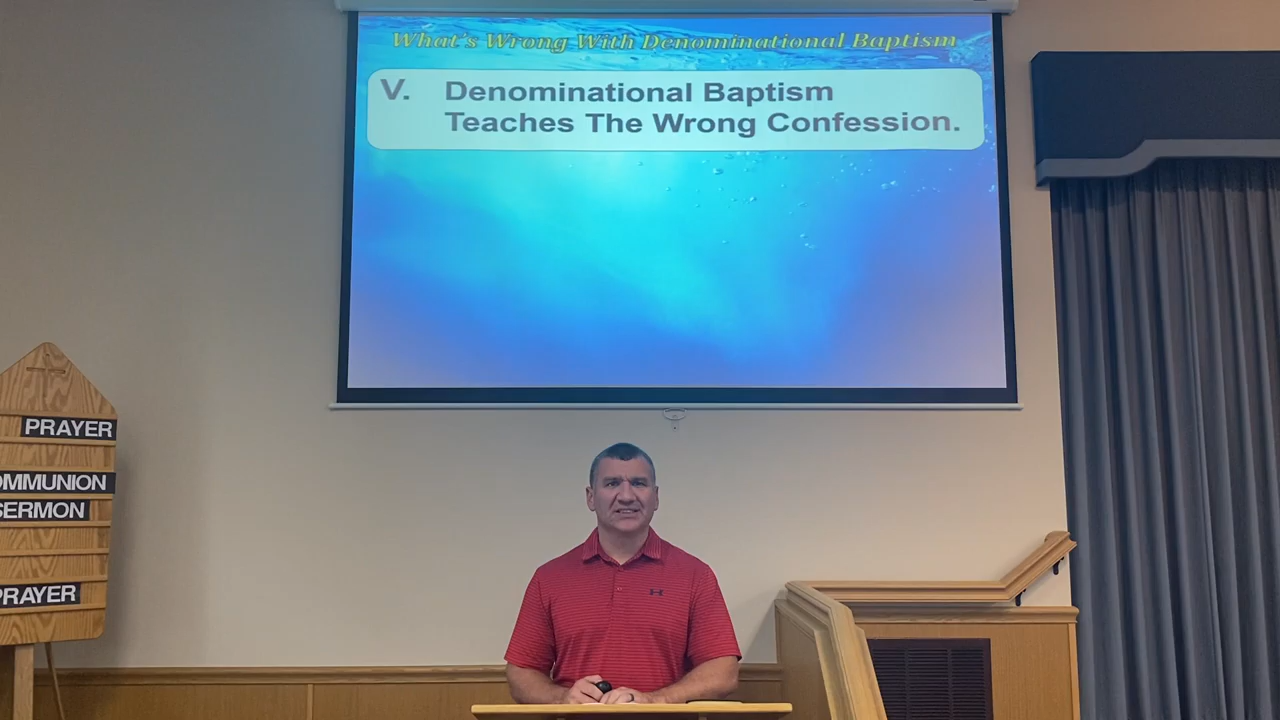 What's Wrong With Denominational Baptism
V. Denominational Baptism
Teaches The Wrong Confession.
PRAYER
OMMUNION
SERMON
PRAYER